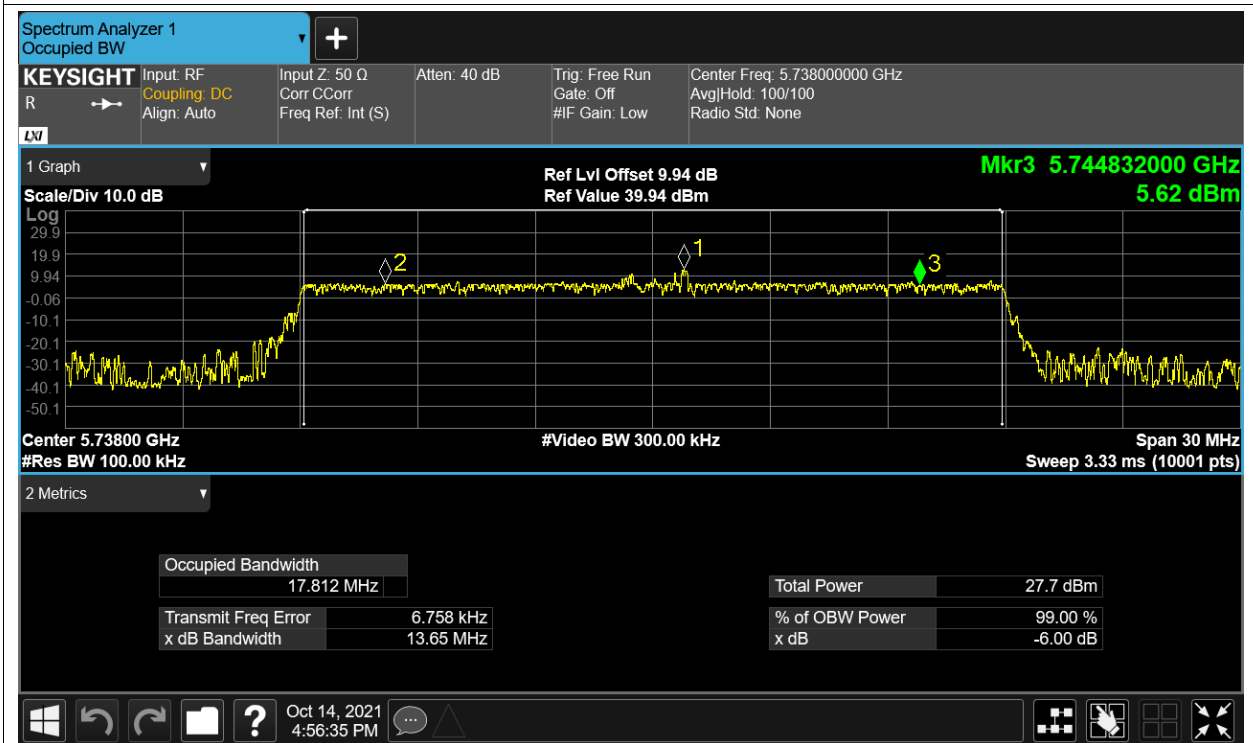 Spectrum Analyzer 1
Occupied BW
KEYSIGHT
R
LXI
Input: RF
Coupling: DC
Align: Auto
Input Z: 50 Ω
Corr CCorr
Freq Ref: Int (S)
Atten: 40 dB
Trig: Free Run
Gate: Off
#IF Gain: Low
Center Freq: 5.738000000 GHz
Avg|Hold: 100/100
Radio Std: None
1 Graph
Scale/Div 10.0 dB
Ref Lvl Offset 9.94 dB
Ref Value 39.94 dBm
Mkr3 5.744832000 GHz
5.62 dBm
Log
29.9
19.9
9.94
-0.06
-10.1
-20.1
-30.1
-40.1
-50.1
2
1
3
Center 5.73800 GHz
#Res BW 100.00 kHz
#Video BW 300.00 kHz
Span 30 MHz
Sweep 3.33 ms (10001 pts)
2 Metrics
Occupied Bandwidth
17.812 MHz
Transmit Freq Error 6.758 kHz
x dB Bandwidth 13.65 MHz
Total Power 27.7 dBm
% of OBW Power 99.00 %
x dB -6.00 dB
?
Oct 14, 2021
4:56:35 PM